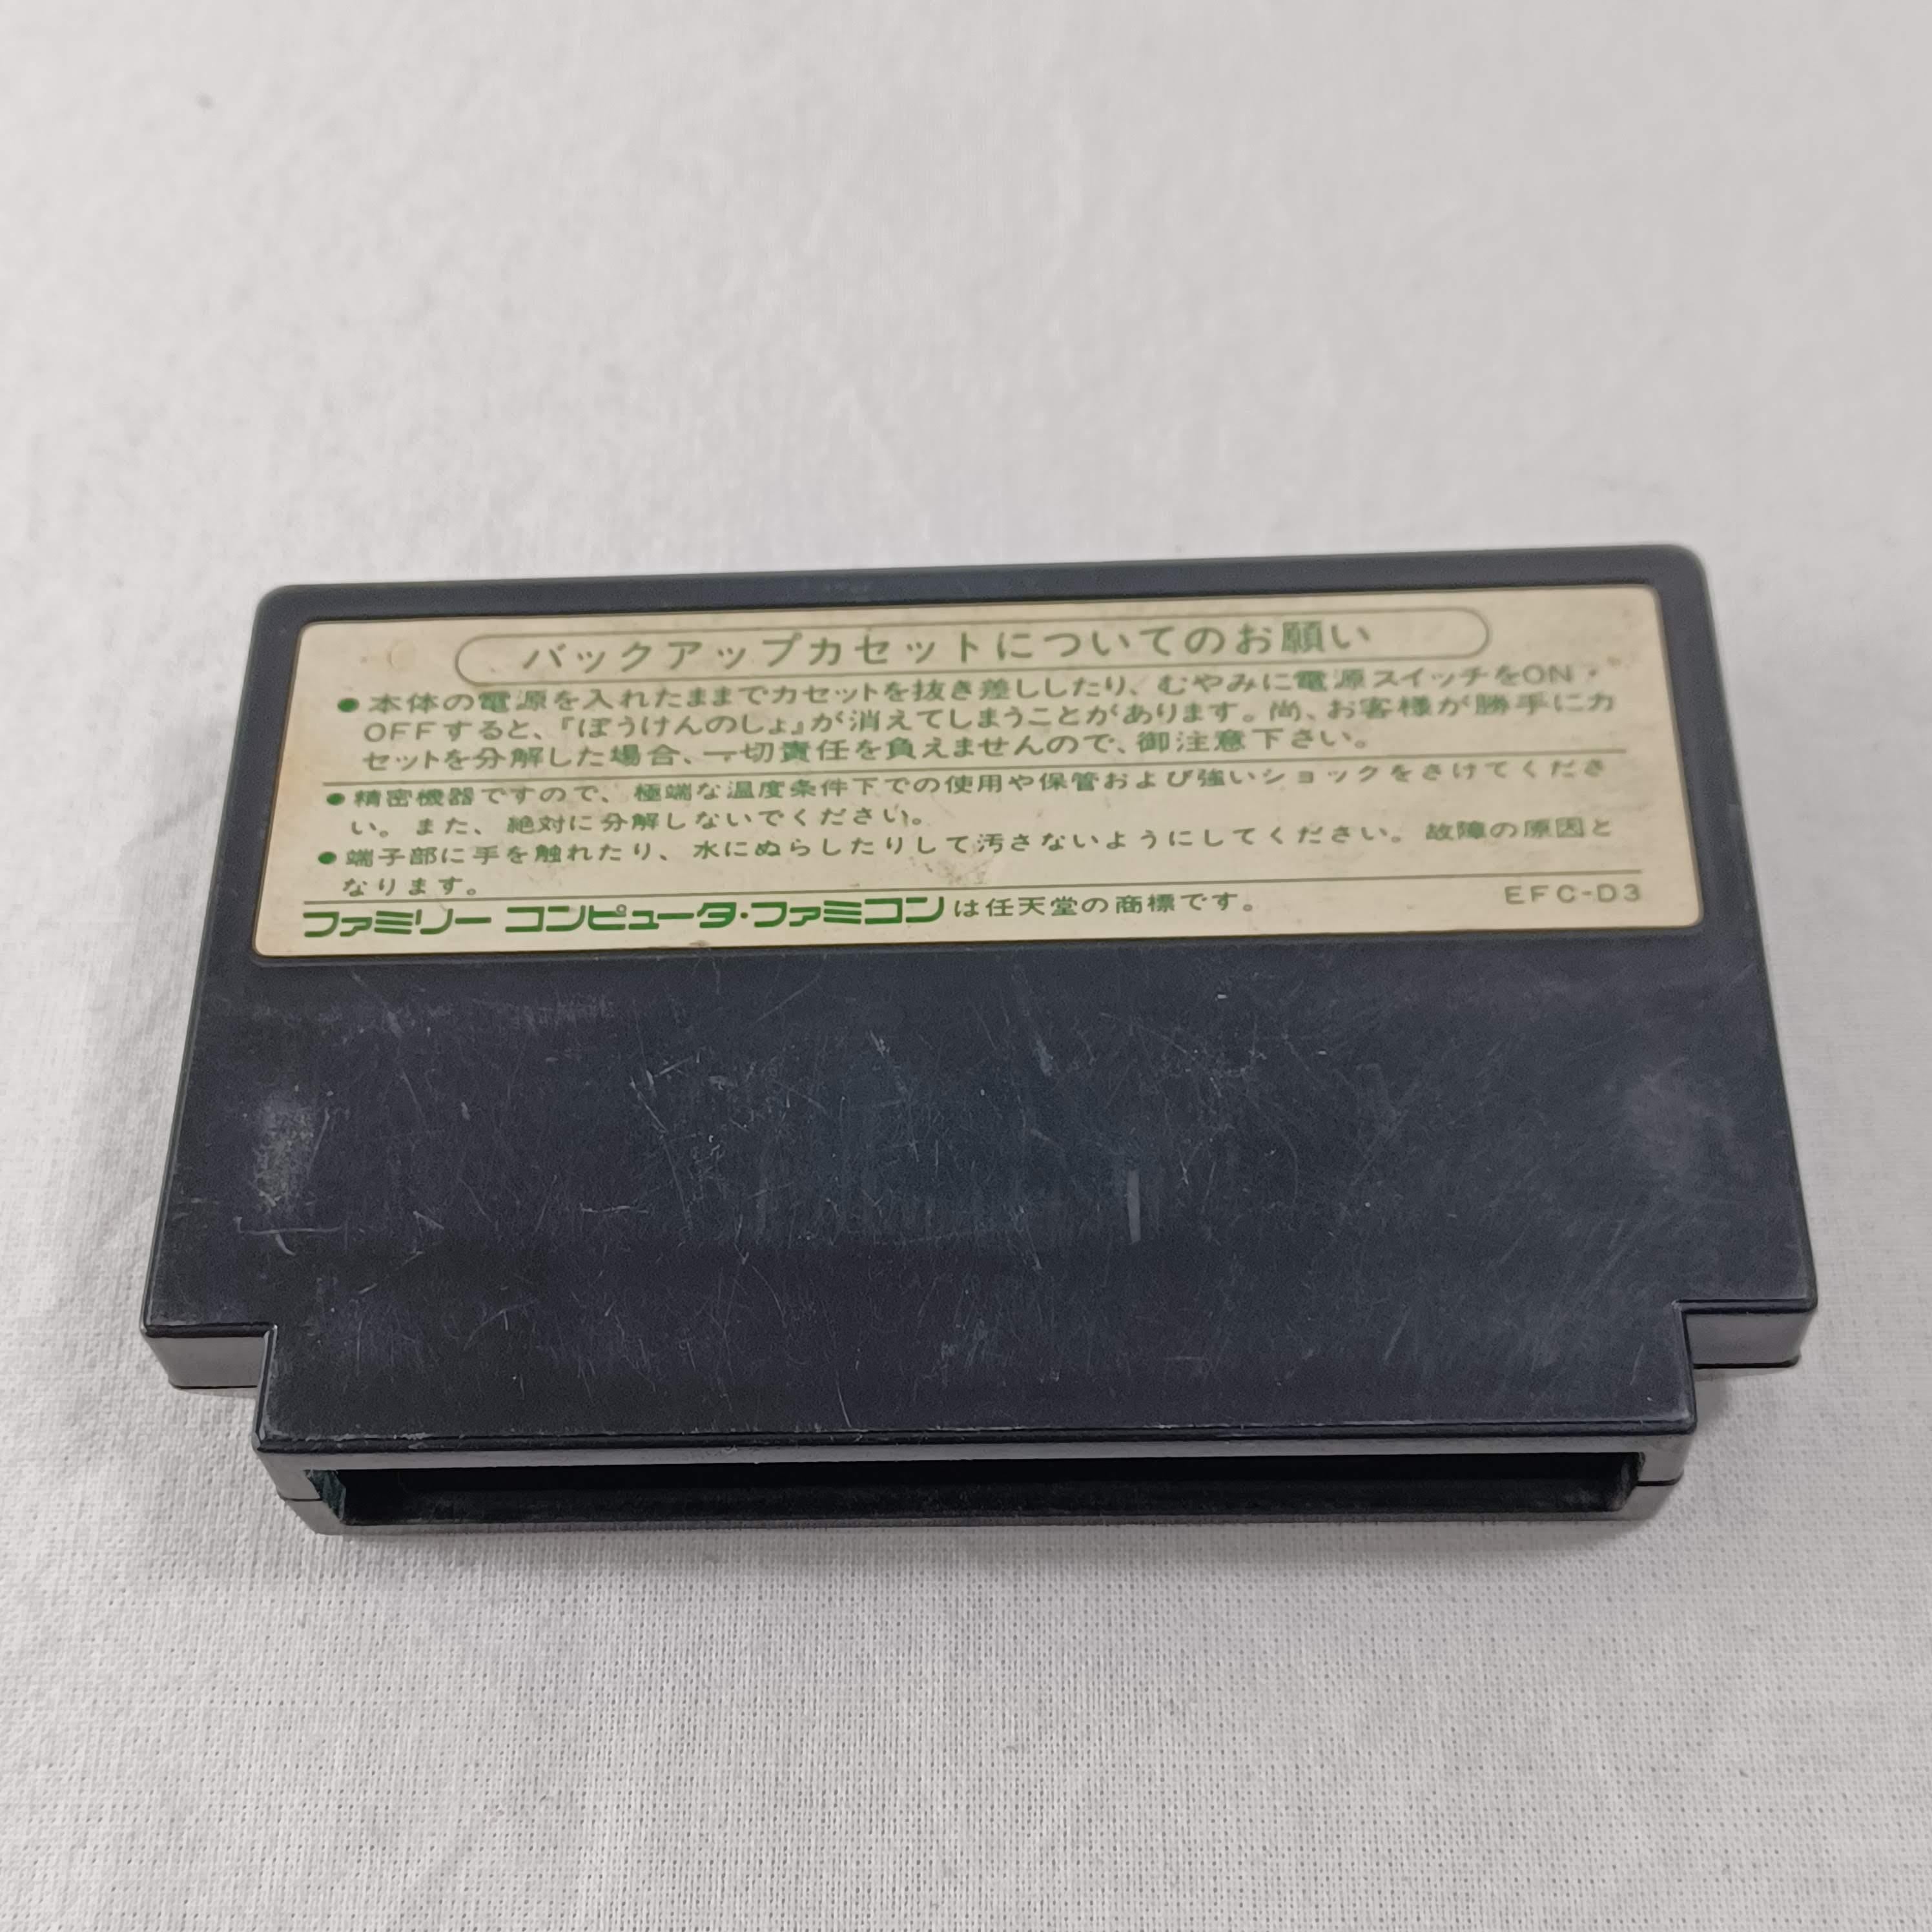 バックアップカセットについてのお願い
●本体の電源を入れたままでカセットを抜き差ししたり、むやみに電源スイッチをON・
OFFすると、『ぼうけんのしょ』が消えてしまうことがあります。尚、お客様が勝手にカ
セットを分解した場合、一切責任を負えませんので、御注意下さい。
●精密機器ですので、極端な温度条件下での使用や保管および強いショックをさけてくださ
い。また、絶対に分解しないでください。
●端子部に手を触れたり、水にぬらしたりして汚さないようにしてください。故障の原因と
なります。
ファミリー コンピュータ・ファミコンは任天堂の商標です。 EFC-D3